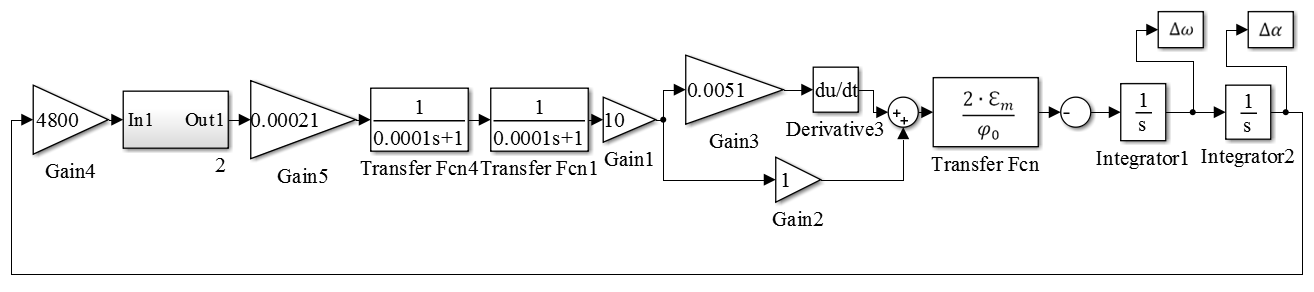 4800
Gain4
In1 Out1
2
0.00021
Gain5
1
0.0001s+1
Transfer Fcn4
1
0.0001s+1
Transfer Fcn1
10
Gain1
0.0051
Gain3
du/dt
Derivative3
1
Gain2
+
+
2 · Ɛm
φ0
Transfer Fcn
-
1
s
Integrator1
Δω
1
s
Integrator2
Δα